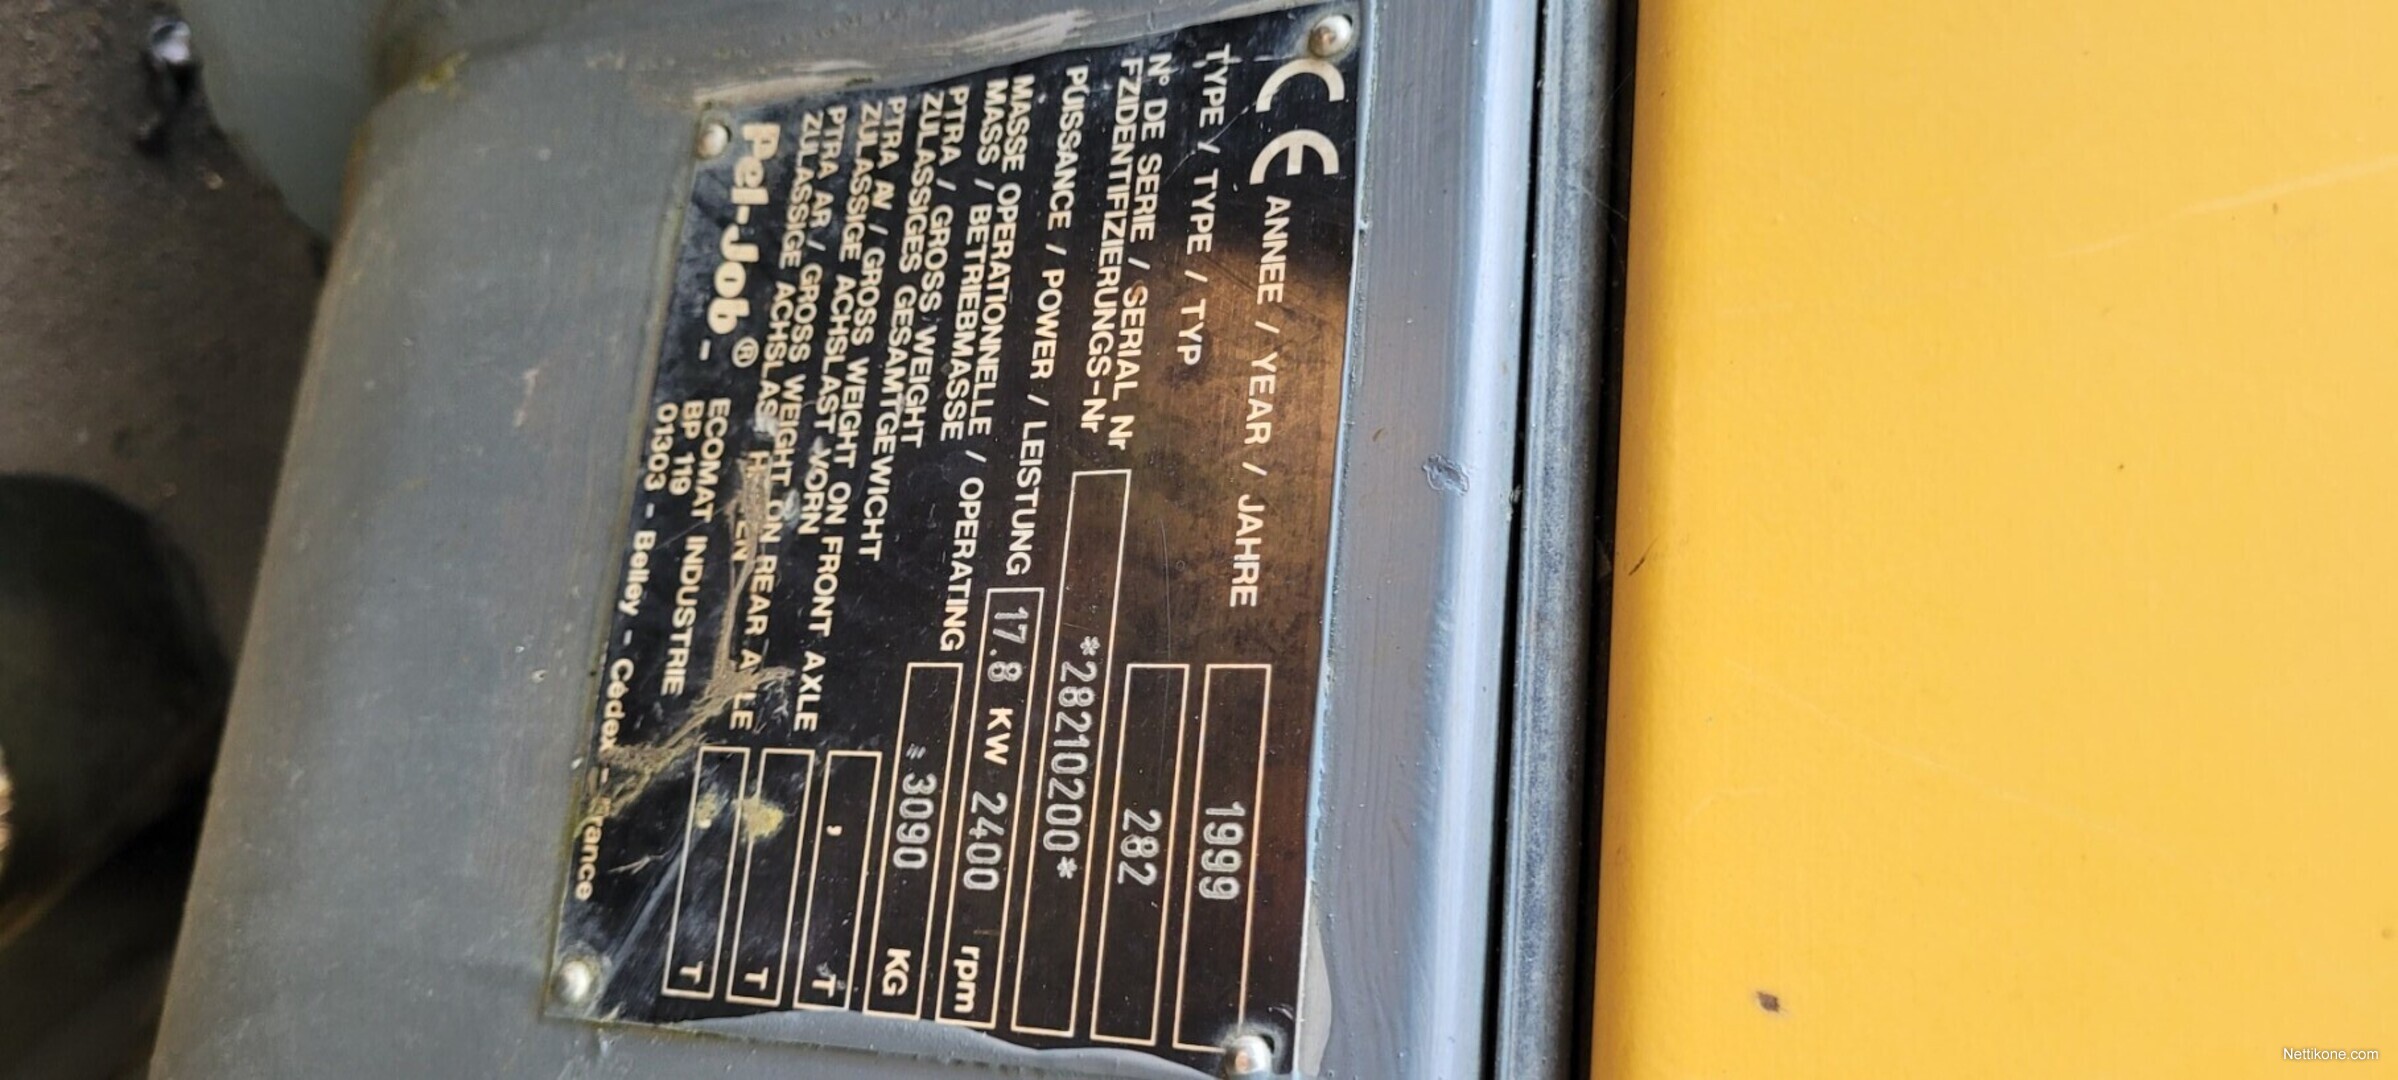 CE ANNEE / YEAR / JAHRE 1999
TYPE / TYPE / TYP 282
N° DE SERIE / SERIAL Nr
FZIDENTIFIZIERUNGS-Nr *28210200*
PUISSANCE / POWER / LEISTUNG 17.8 KW 2400 rpm
MASSE OPERATIONNELLE / OPERATING
MASS / BETRIEBMASSE ≈ 3090 KG
PTRA / GROSS WEIGHT
ZULASSIGES GESAMTGEWICHT , T
PTRA AV / GROSS WEIGHT ON FRONT AXLE
ZULASSIGE ACHSLAST VORN T
PTRA AR / GROSS WEIGHT ON REAR AXLE
ZULASSIGE ACHSLAST T
Pel-Job® - ECOMAT INDUSTRIE
BP 119
01303 - Belley - Cédex - France
Nettikone.com